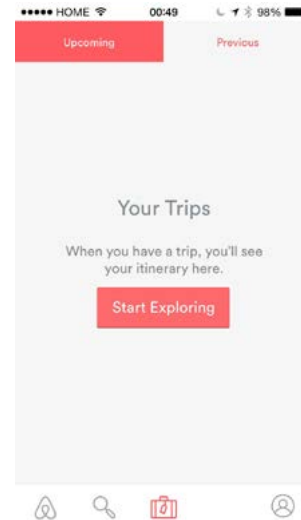 HOME 00:49 98%
Upcoming Previous
Your Trips
When you have a trip, you'll see
your itinerary here.
Start Exploring